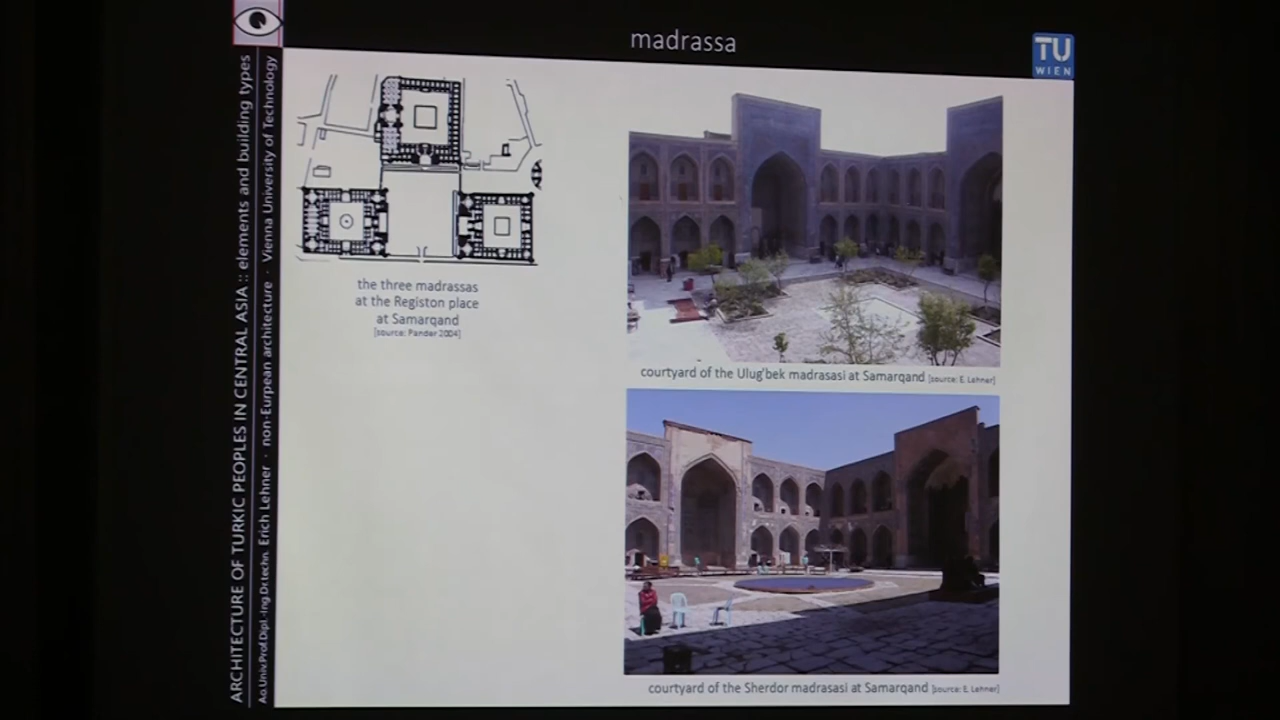 madrassa
TU
WIEN
ARCHITECTURE OF TURKIC PEOPLES IN CENTRAL ASIA :: elements and building types
Ao.Univ.Prof.Dipl.-Ing.Dr.techn. Erich Lehner · non-Eurpean architecture · Vienna University of Technology
the three madrassas
at the Registon place
at Samarqand
[source: Pander 2004]
courtyard of the Ulug'bek madrasasi at Samarqand [source: E. Lehner]
courtyard of the Sherdor madrasasi at Samarqand [source: E. Lehner]